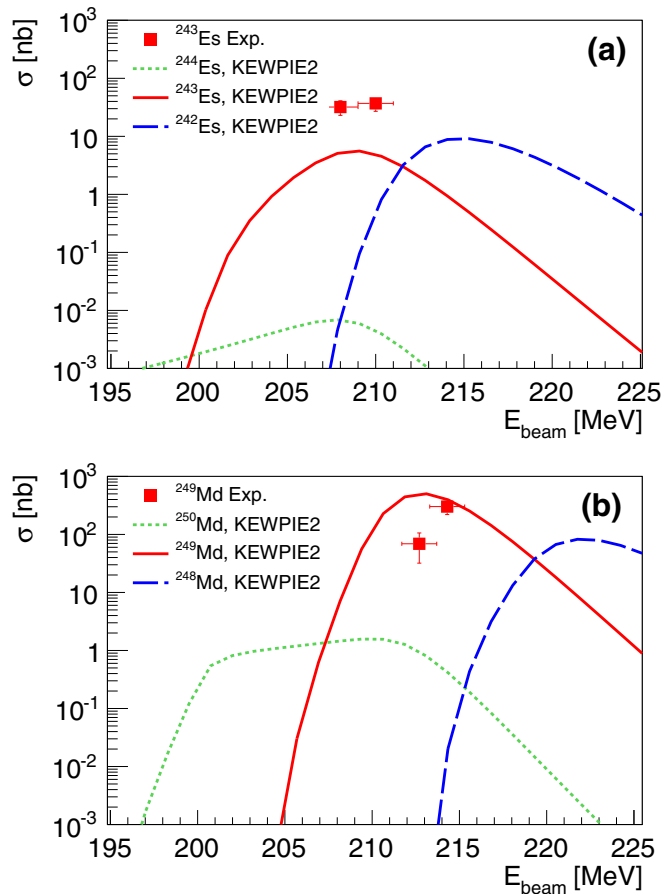 (a)
σ [nb]
²⁴³Es Exp.
²⁴⁴Es, KEWPIE2
²⁴³Es, KEWPIE2
²⁴²Es, KEWPIE2
10³
10²
10
1
10⁻¹
10⁻²
10⁻³
195 200 205 210 215 220 225
E_beam [MeV]
(b)
σ [nb]
²⁴⁹Md Exp.
²⁵⁰Md, KEWPIE2
²⁴⁹Md, KEWPIE2
²⁴⁸Md, KEWPIE2
10³
10²
10
1
10⁻¹
10⁻²
10⁻³
195 200 205 210 215 220 225
E_beam [MeV]